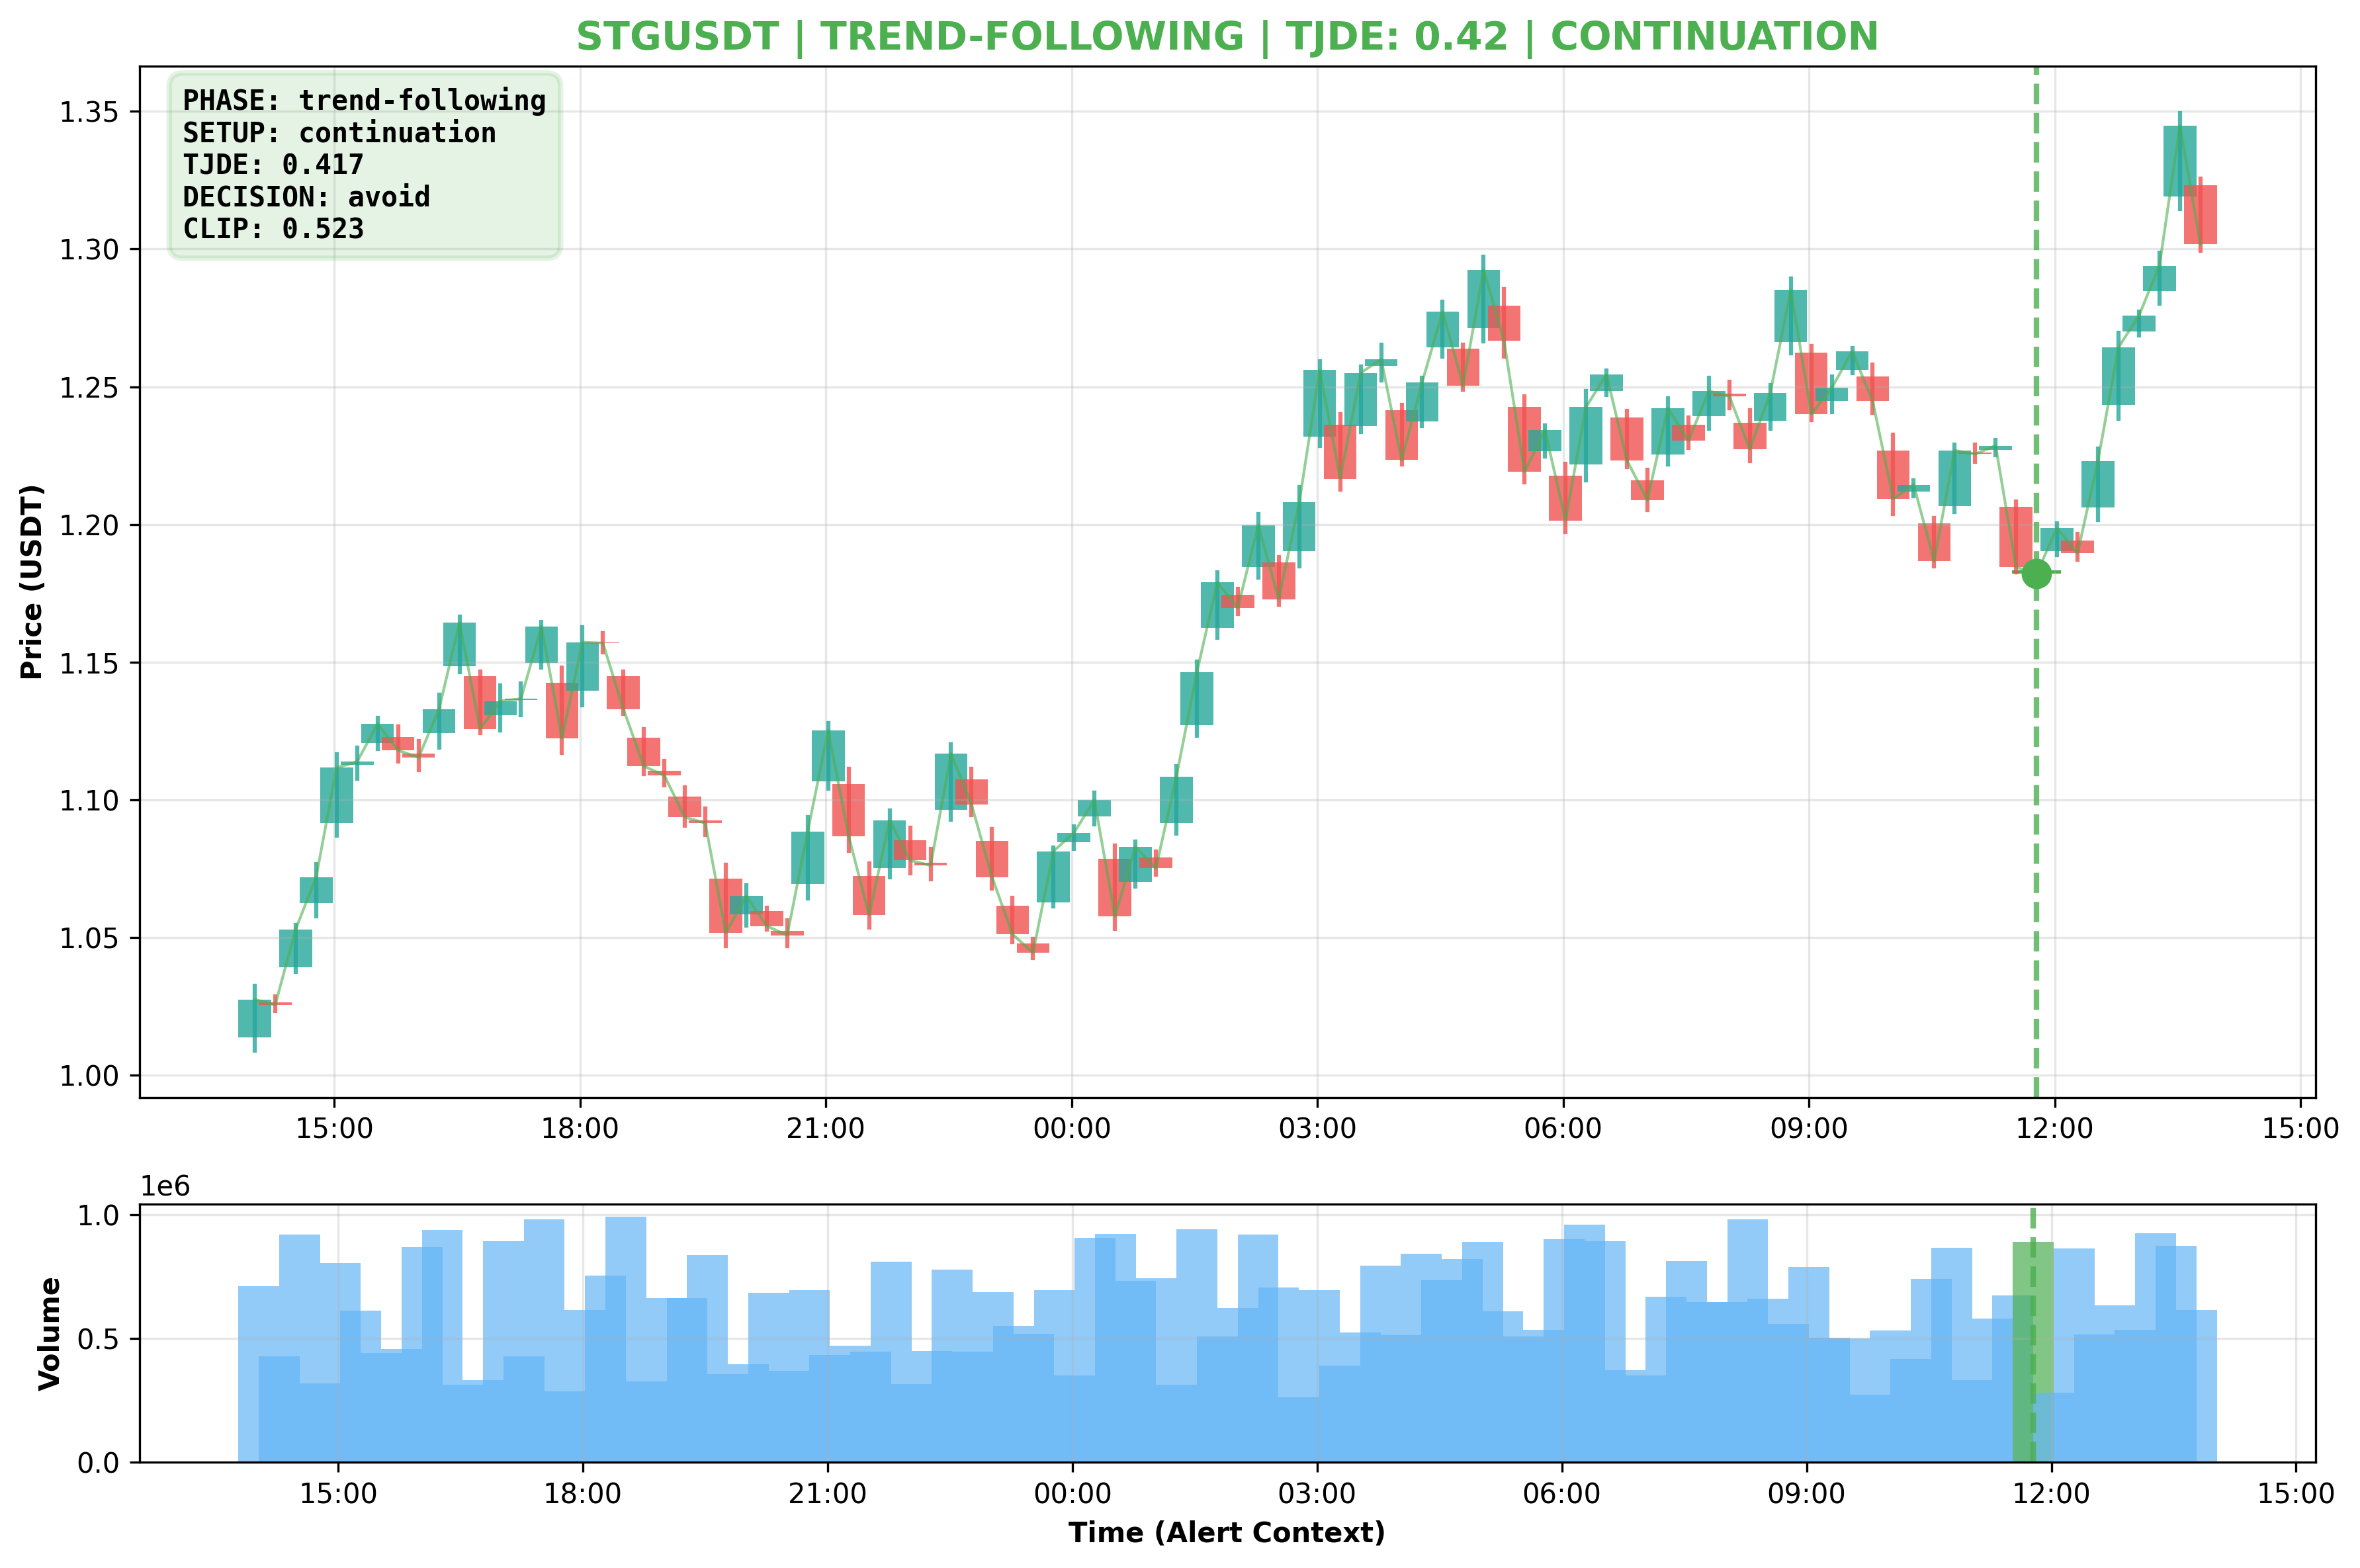 STGUSDT | TREND-FOLLOWING | TJDE: 0.42 | CONTINUATION
PHASE: trend-following
SETUP: continuation
TJDE: 0.417
DECISION: avoid
CLIP: 0.523
Price (USDT)
1.35
1.30
1.25
1.20
1.15
1.10
1.05
1.00
15:00 18:00 21:00 00:00 03:00 06:00 09:00 12:00 15:00
1e6
Volume
1.0
0.5
0.0
15:00 18:00 21:00 00:00 03:00 06:00 09:00 12:00 15:00
Time (Alert Context)